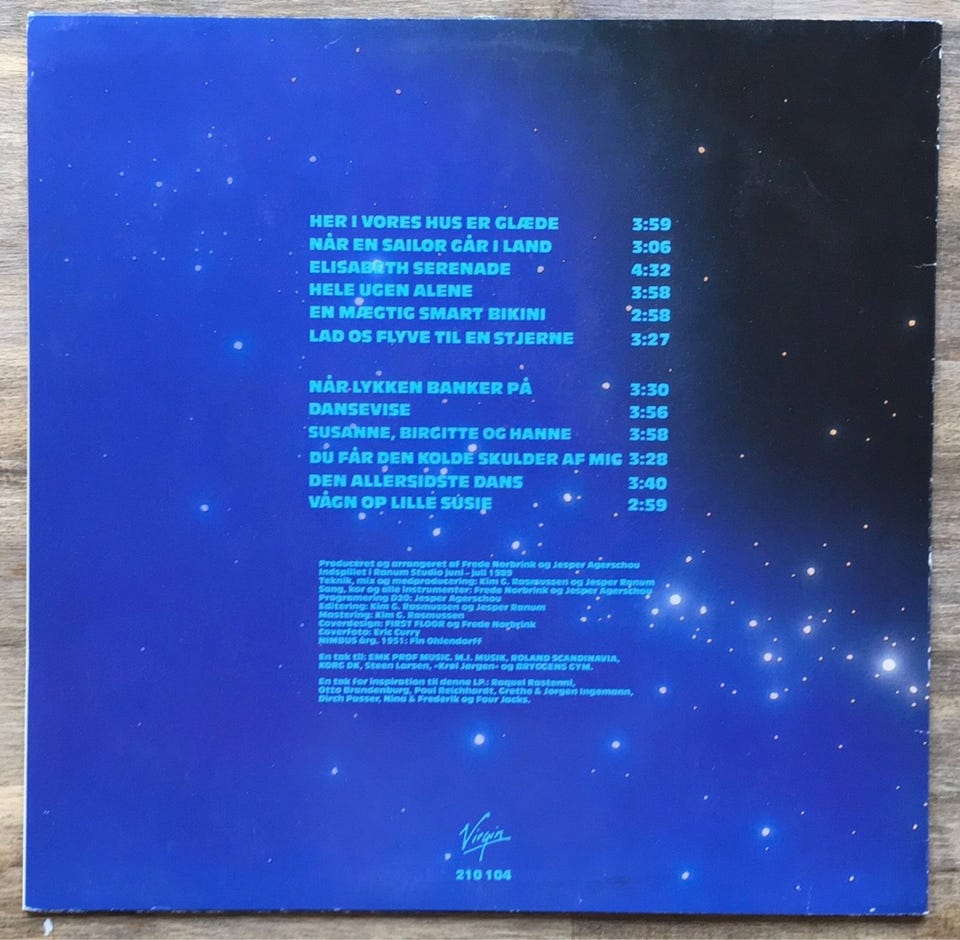 HER I VORES HUS ER GLÆDE 3:59
NÅR EN SAILOR GÅR I LAND 3:06
ELISABETH SERENADE 4:32
HELE UGEN ALENE 3:58
EN MÆGTIG SMART BIKINI 2:58
LAD OS FLYVE TIL EN STJERNE 3:27
NÅR LYKKEN BANKER PÅ 3:30
DANSEVISE 3:56
SUSANNE, BIRGITTE OG HANNE 3:58
DU FÅR DEN KOLDE SKULDER AF MIG 3:28
DEN ALLERSIDSTE DANS 3:40
VÅGN OP LILLE SUSIE 2:59
Produceret og arrangeret af Frede Norbrink og Jesper Agerschou
Indspillet i Ranum Studio juni - juli 1989
Teknik, mix og medproducering: Kim G. Rasmussen og Jesper Ranum
Sang, kor og alle instrumenter: Frede Norbrink og Jesper Agerschou
Programering D20: Jesper Agerschou
Editering: Kim G. Rasmussen og Jesper Ranum
Mastering: Kim G. Rasmussen
Coverdesign: FIRST FLOOR og Frede Norbrink
Coverfoto: Eric Curry
NIMBUS årg. 1951: Fin Ohlendorff
En tak til: EMK PROF MUSIC, M.I. MUSIK, ROLAND SCANDINAVIA,
KORG DK, Steen Larsen, »Krøl Jørgen« og BRYGGENS GYM.
En tak for inspiration til denne LP.: Raquel Rastenni,
Otto Brandenburg, Poul Reichhardt, Grethe & Jørgen Ingemann,
Dirch Passer, Nina & Frederik og Four Jacks.
Virgin
210 104